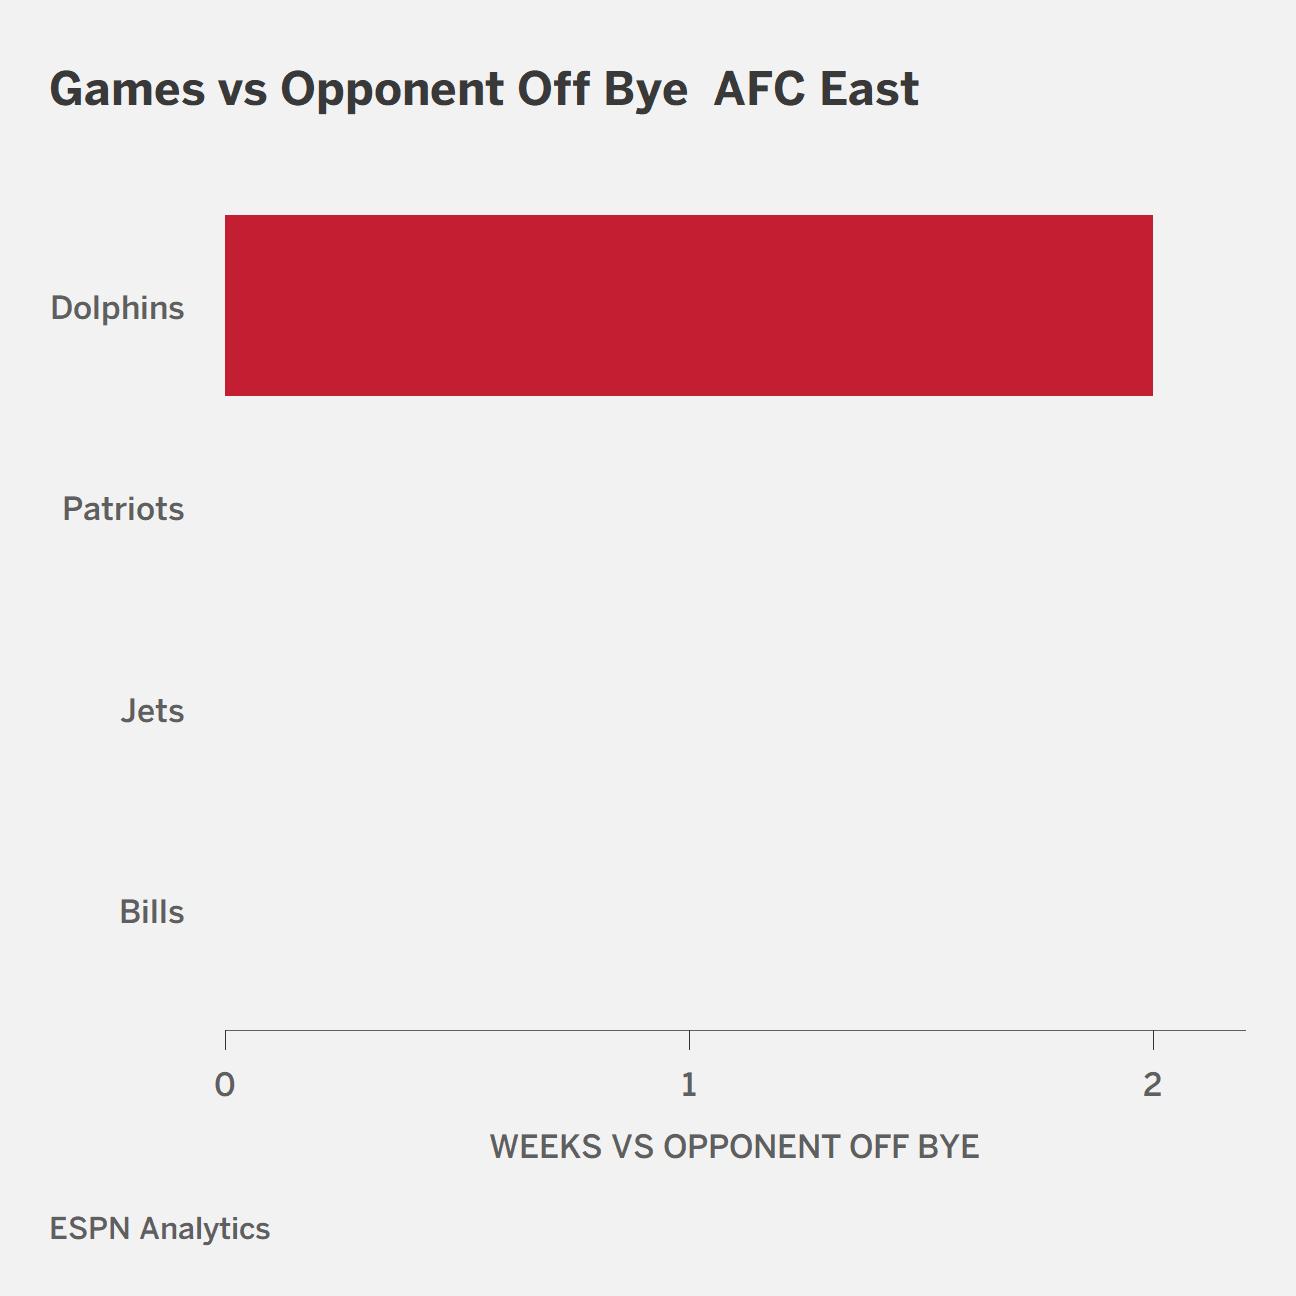 Games vs Opponent Off Bye  AFC East
Dolphins
Patriots
Jets
Bills
0 1 2
WEEKS VS OPPONENT OFF BYE
ESPN Analytics